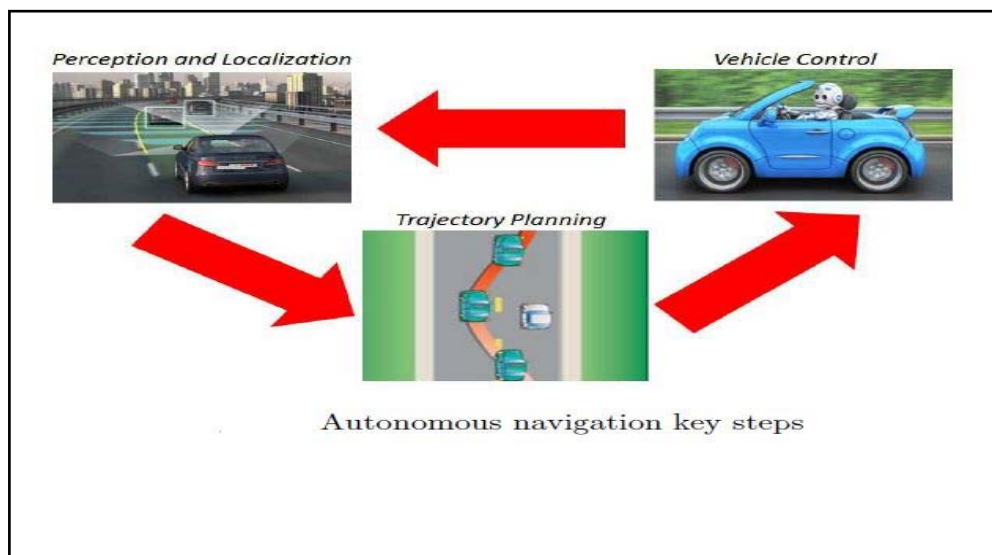 Perception and Localization
Vehicle Control
Trajectory Planning
Autonomous navigation key steps